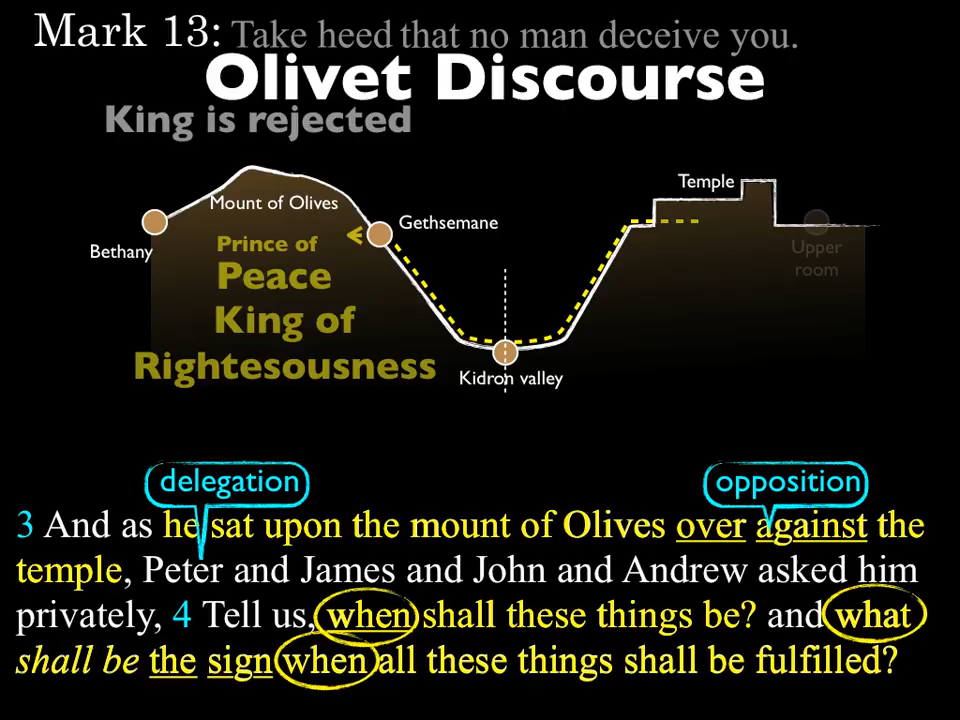 Mark 13: Take heed that no man deceive you.
Olivet Discourse
King is rejected
Temple
Mount of Olives
Gethsemane
Bethany
Prince of
Peace
King of
Rightesousness
Upper
room
Kidron valley
delegation
opposition
3 And as he sat upon the mount of Olives over against the
temple, Peter and James and John and Andrew asked him
privately, 4 Tell us, when shall these things be? and what
shall be the sign when all these things shall be fulfilled?